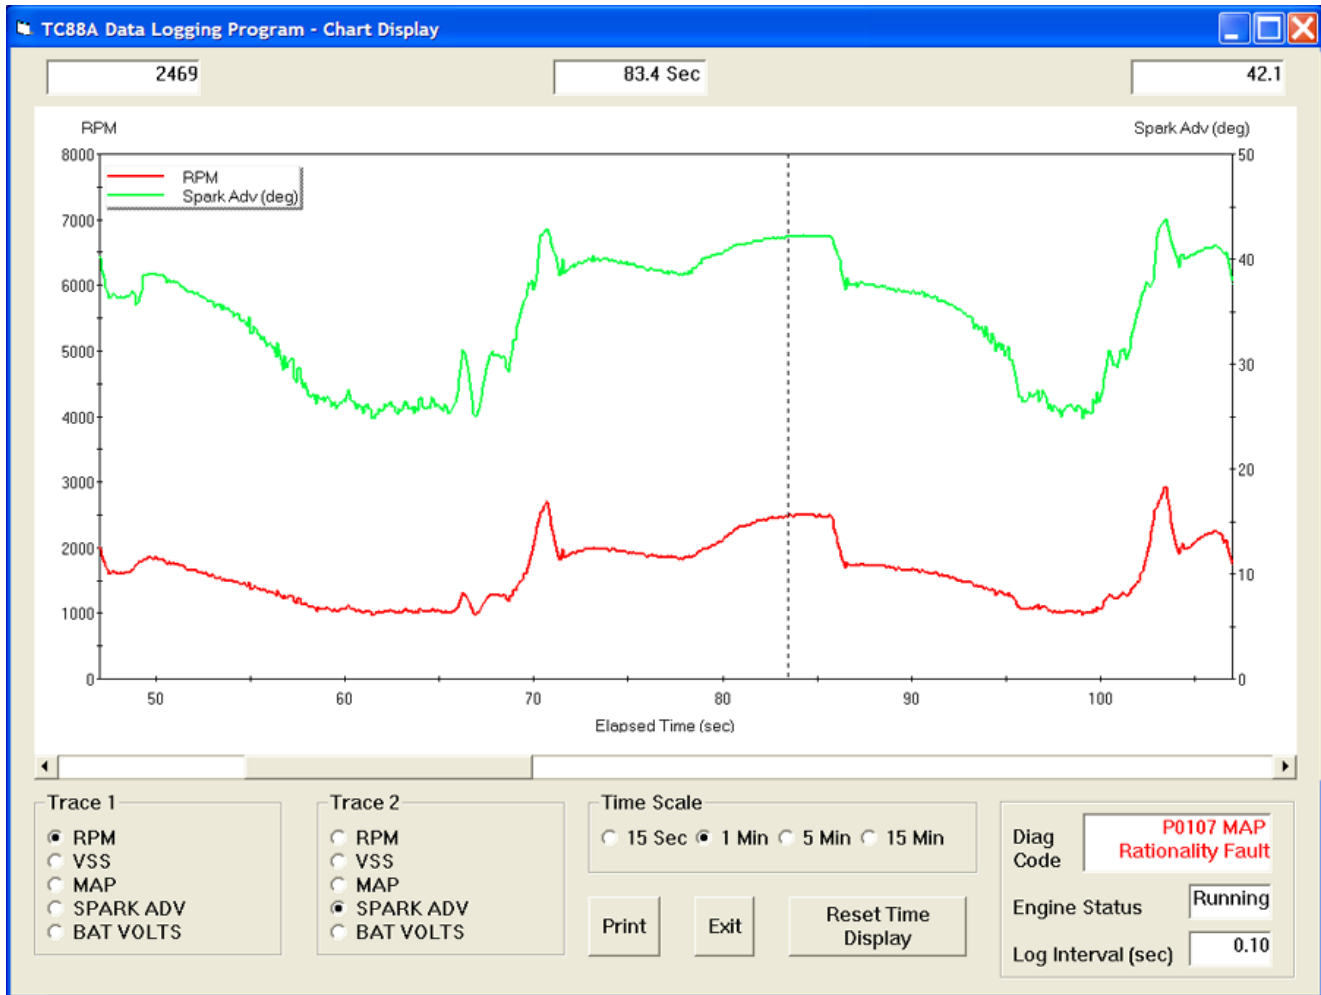 TC88A Data Logging Program - Chart Display
2469
83.4 Sec
42.1
RPM
Spark Adv (deg)
8000
7000
6000
5000
4000
3000
2000
1000
0
RPM
Spark Adv (deg)
50
40
30
20
10
0
50 60 70 80 90 100
Elapsed Time (sec)
Trace 1
RPM
VSS
MAP
SPARK ADV
BAT VOLTS
Trace 2
RPM
VSS
MAP
SPARK ADV
BAT VOLTS
Time Scale
15 Sec 1 Min 5 Min 15 Min
Print
Exit
Reset Time
Display
Diag
Code
P0107 MAP
Rationality Fault
Engine Status
Running
Log Interval (sec)
0.10